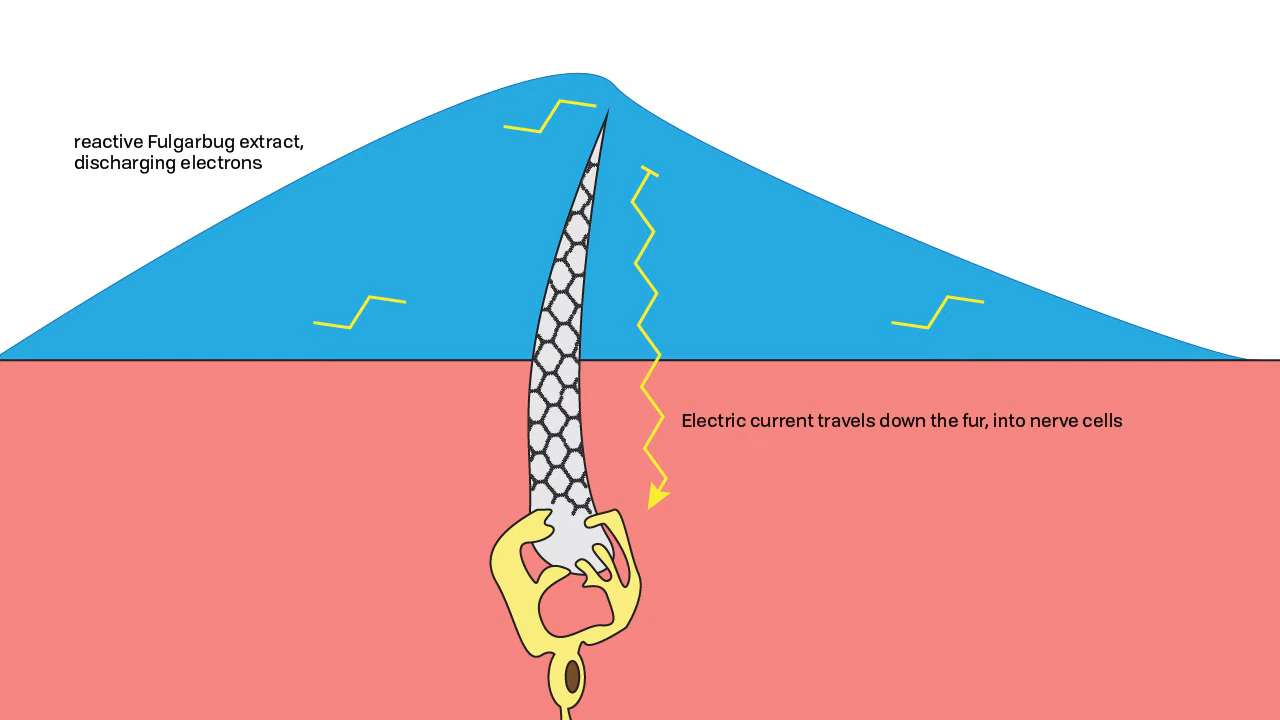 reactive Fulgarbug extract,
discharging electrons
Electric current travels down the fur, into nerve cells